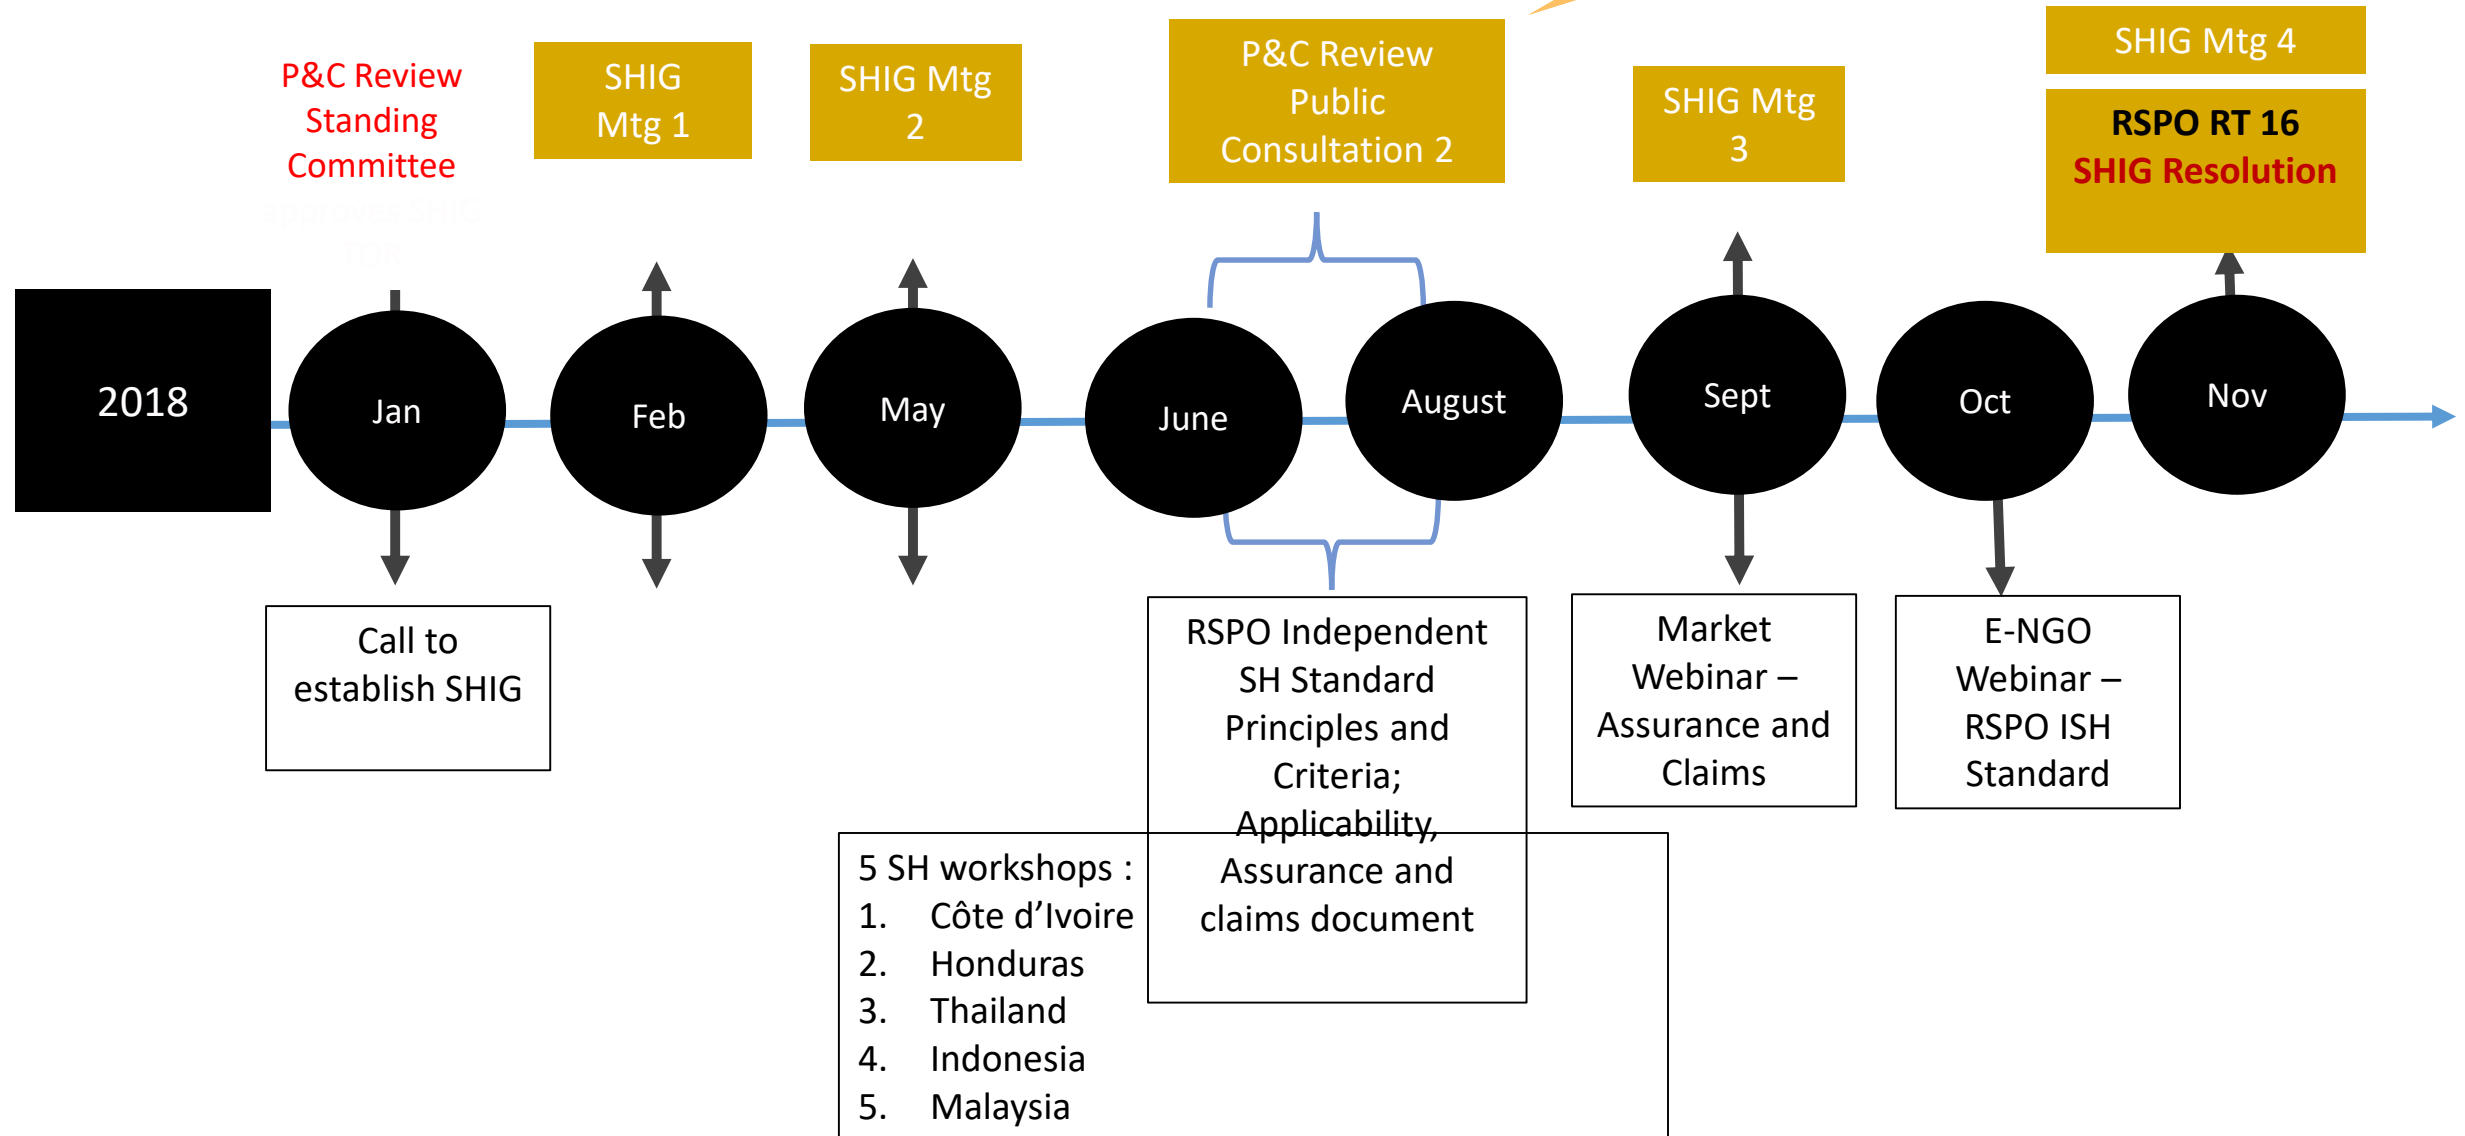 P&C Review
Standing
Committee
approves SHIG
TOR
SHIG
Mtg 1
SHIG Mtg
2
P&C Review
Public
Consultation 2
SHIG Mtg
3
SHIG Mtg 4
RSPO RT 16
SHIG Resolution
2018
Jan
Feb
May
June
August
Sept
Oct
Nov
Call to
establish SHIG
RSPO Independent
SH Standard
Principles and
Criteria;
Applicability,
Assurance and
claims document
Market
Webinar –
Assurance and
Claims
E-NGO
Webinar –
RSPO ISH
Standard
5 SH workshops :
1. Côte d’Ivoire
2. Honduras
3. Thailand
4. Indonesia
5. Malaysia